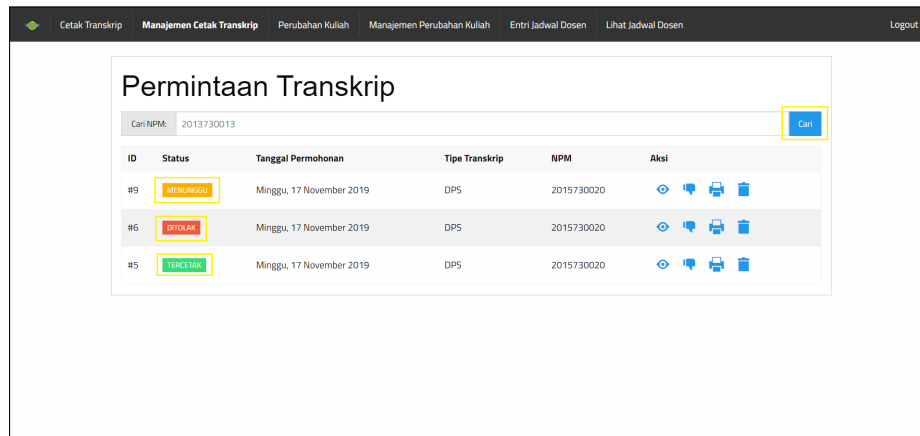 Cetak Transkrip Manajemen Cetak Transkrip Perubahan Kuliah Manajemen Perubahan Kuliah Entri Jadwal Dosen Lihat Jadwal Dosen Logout
Permintaan Transkrip
Cari NPM: 2013730013 Cari
ID Status Tanggal Permohonan Tipe Transkrip NPM Aksi
#9 MENUNGGU Minggu, 17 November 2019 DPS 2015730020
#6 DITOLAK Minggu, 17 November 2019 DPS 2015730020
#5 TERCETAK Minggu, 17 November 2019 DPS 2015730020